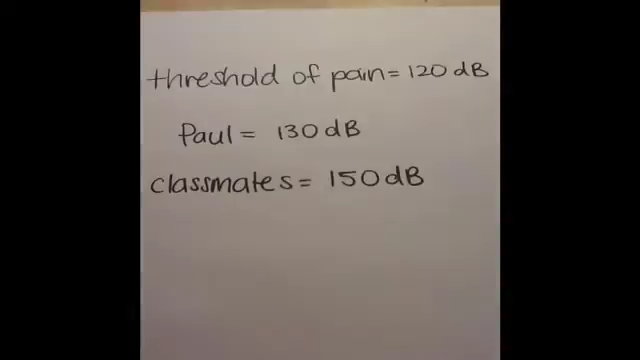 threshold of pain = 120 dB
Paul = 130 dB
classmates = 150 dB